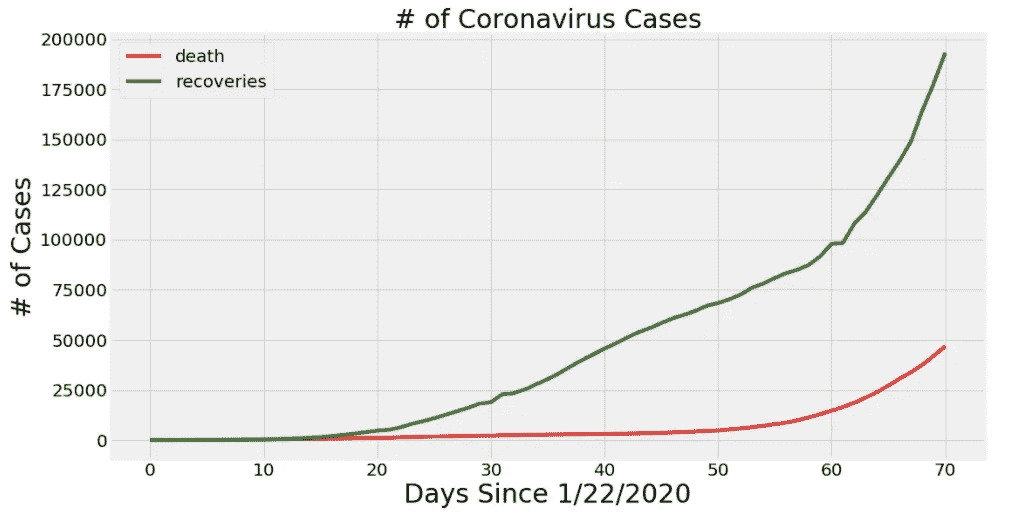 # of Coronavirus Cases
death
recoveries
200000
175000
150000
125000
100000
75000
50000
25000
0
# of Cases
0 10 20 30 40 50 60 70
Days Since 1/22/2020